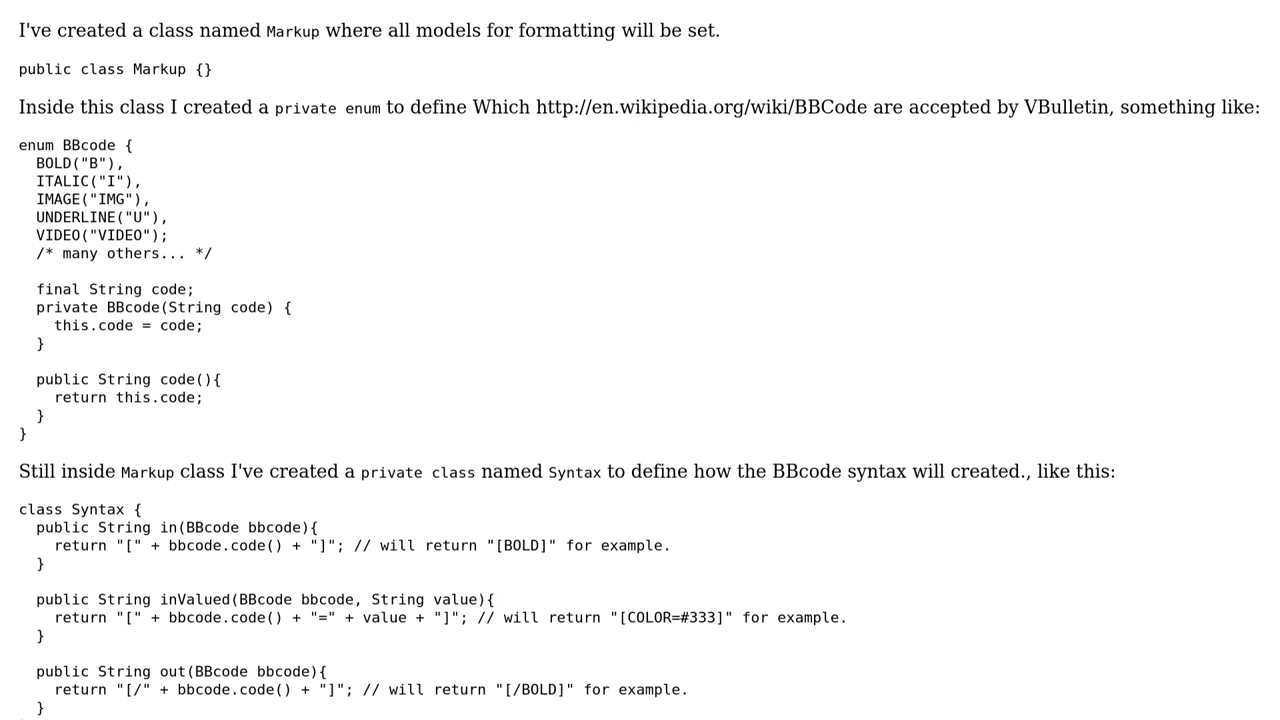 I've created a class named Markup where all models for formatting will be set.
public class Markup {}
Inside this class I created a private enum to define Which http://en.wikipedia.org/wiki/BBCode are accepted by VBulletin, something like:
enum BBcode {
  BOLD("B"),
  ITALIC("I"),
  IMAGE("IMG"),
  UNDERLINE("U"),
  VIDEO("VIDEO");
  /* many others... */

  final String code;
  private BBcode(String code) {
    this.code = code;
  }

  public String code(){
    return this.code;
  }
}
Still inside Markup class I've created a private class named Syntax to define how the BBcode syntax will created., like this:
class Syntax {
  public String in(BBcode bbcode){
    return "[" + bbcode.code() + "]"; // will return "[BOLD]" for example.
  }

  public String inValued(BBcode bbcode, String value){
    return "[" + bbcode.code() + "=" + value + "]"; // will return "[COLOR=#333]" for example.
  }

  public String out(BBcode bbcode){
    return "[/" + bbcode.code() + "]"; // will return "[/BOLD]" for example.
  }